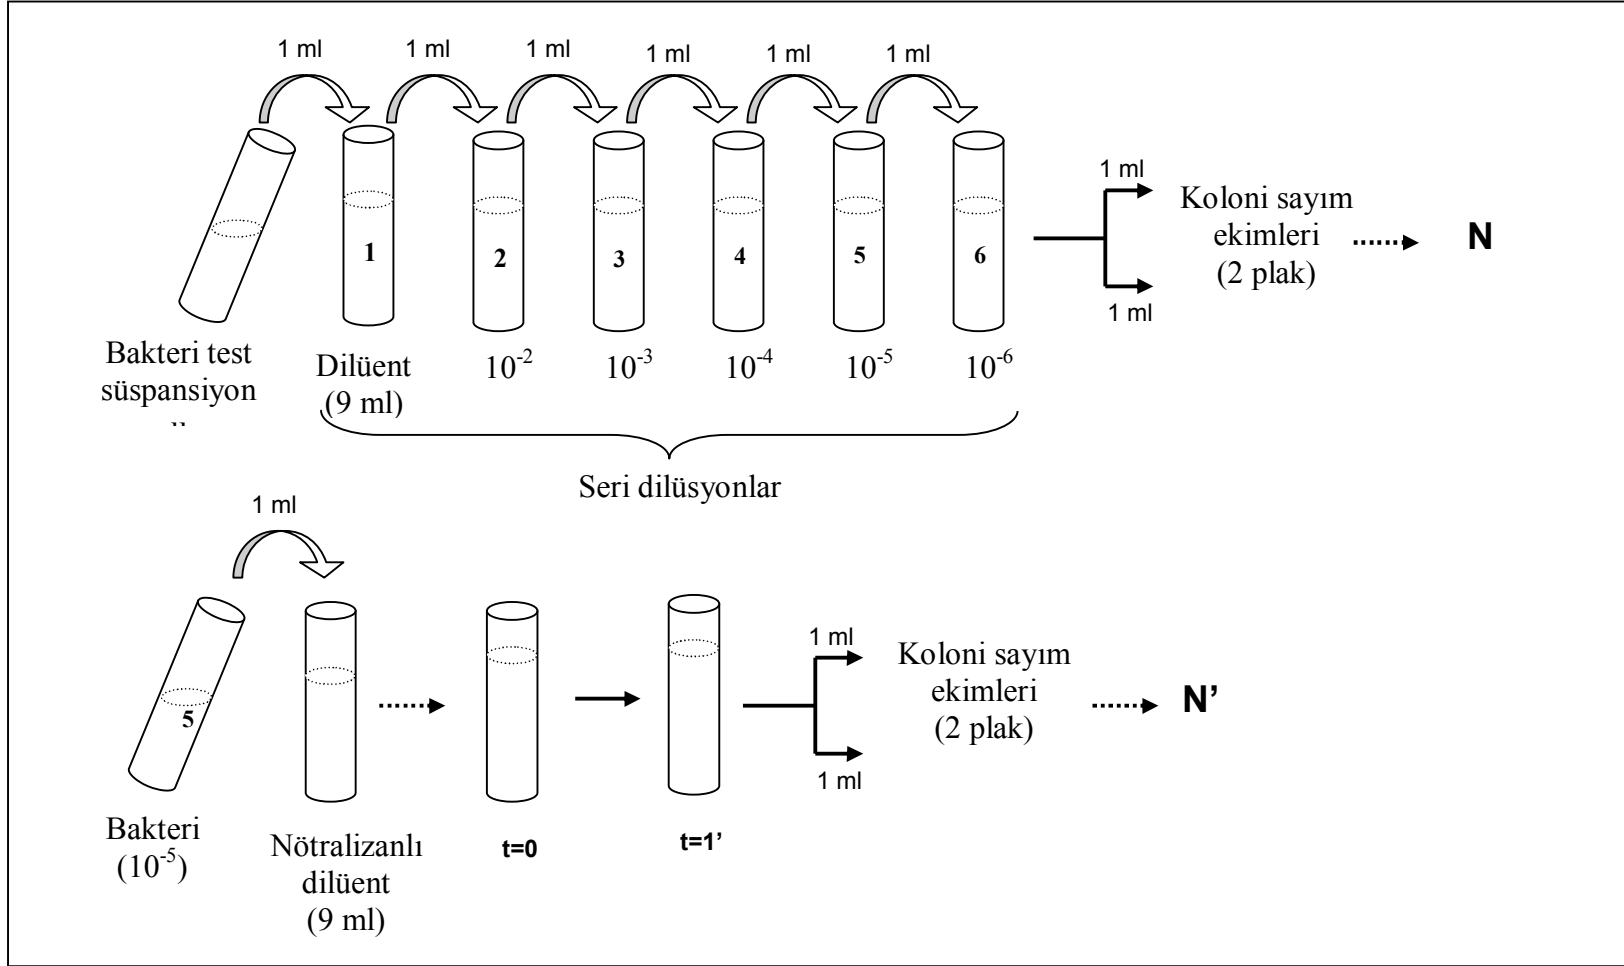 1 ml 1 ml 1 ml 1 ml 1 ml 1 ml
1 2 3 4 5 6
1 ml
1 ml
Koloni sayım
ekimleri
(2 plak)
N
Bakteri test
süspansiyon
Dilüent
(9 ml)
10⁻² 10⁻³ 10⁻⁴ 10⁻⁵ 10⁻⁶
Seri dilüsyonlar
1 ml
5
1 ml
1 ml
Koloni sayım
ekimleri
(2 plak)
N’
Bakteri
(10⁻⁵)
Nötralizanlı
dilüent
(9 ml)
t=0
t=1’